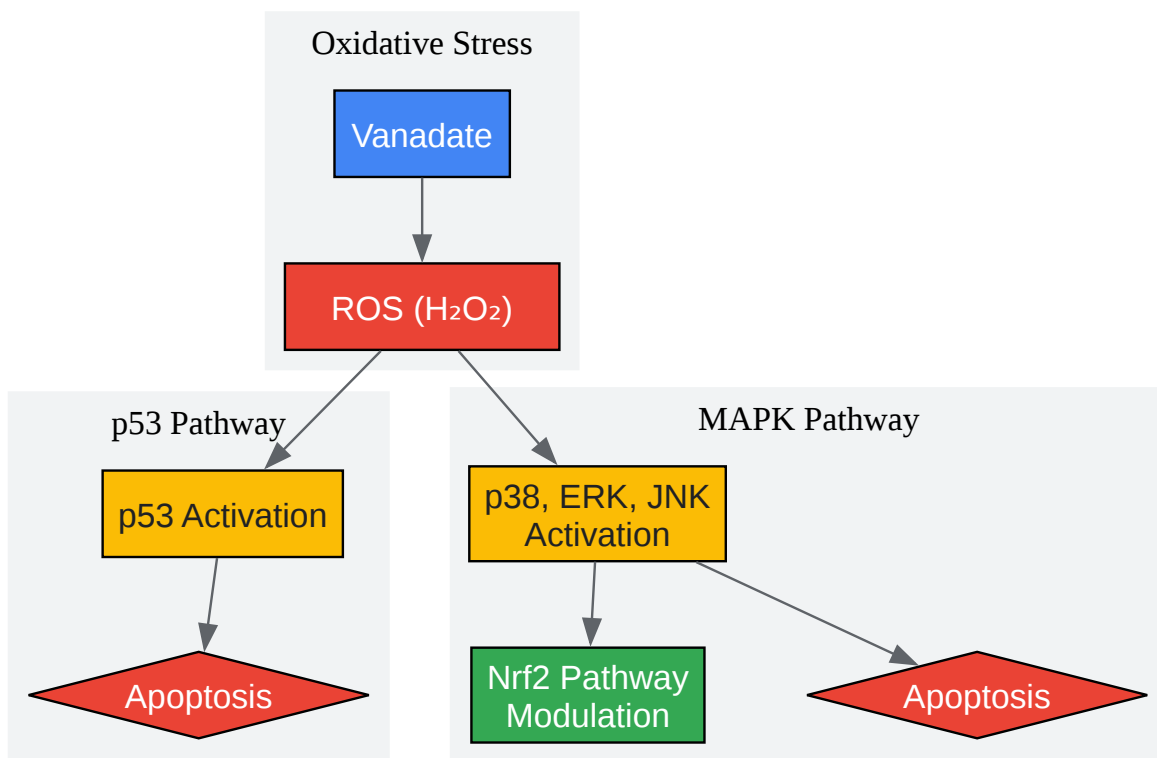 Oxidative Stress
Vanadate
ROS (H₂O₂)
p53 Pathway
p53 Activation
Apoptosis
MAPK Pathway
p38, ERK, JNK
Activation
Nrf2 Pathway
Modulation
Apoptosis